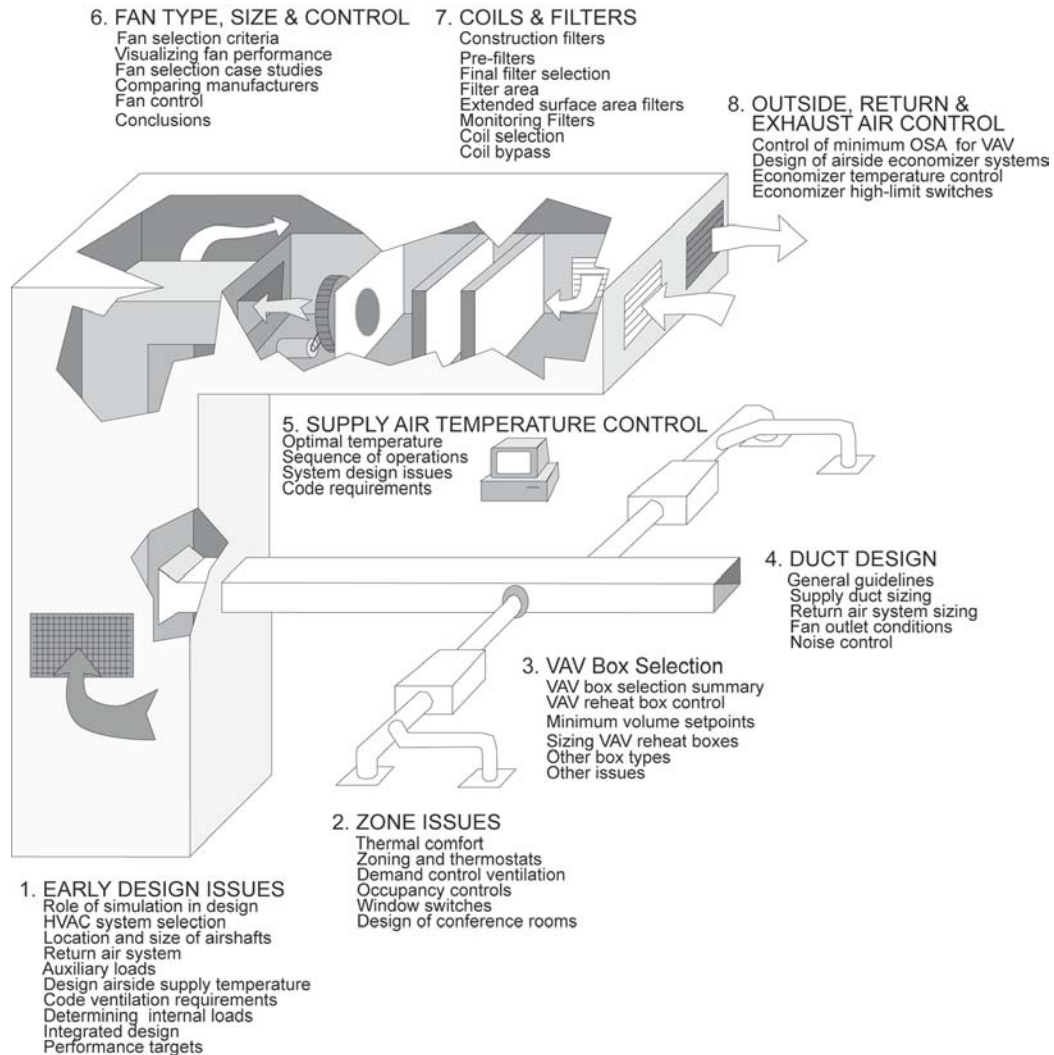 6. FAN TYPE, SIZE & CONTROL
Fan selection criteria
Visualizing fan performance
Fan selection case studies
Comparing manufacturers
Fan control
Conclusions
7. COILS & FILTERS
Construction filters
Pre-filters
Final filter selection
Filter area
Extended surface area filters
Monitoring Filters
Coil selection
Coil bypass
8. OUTSIDE, RETURN &
EXHAUST AIR CONTROL
Control of minimum OSA for VAV
Design of airside economizer systems
Economizer temperature control
Economizer high-limit switches
5. SUPPLY AIR TEMPERATURE CONTROL
Optimal temperature
Sequence of operations
System design issues
Code requirements
4. DUCT DESIGN
General guidelines
Supply duct sizing
Return air system sizing
Fan outlet conditions
Noise control
3. VAV Box Selection
VAV box selection summary
VAV reheat box control
Minimum volume setpoints
Sizing VAV reheat boxes
Other box types
Other issues
2. ZONE ISSUES
Thermal comfort
Zoning and thermostats
Demand control ventilation
Occupancy controls
Window switches
Design of conference rooms
1. EARLY DESIGN ISSUES
Role of simulation in design
HVAC system selection
Location and size of airshafts
Return air system
Auxiliary loads
Design airside supply temperature
Code ventilation requirements
Determining internal loads
Integrated design
Performance targets